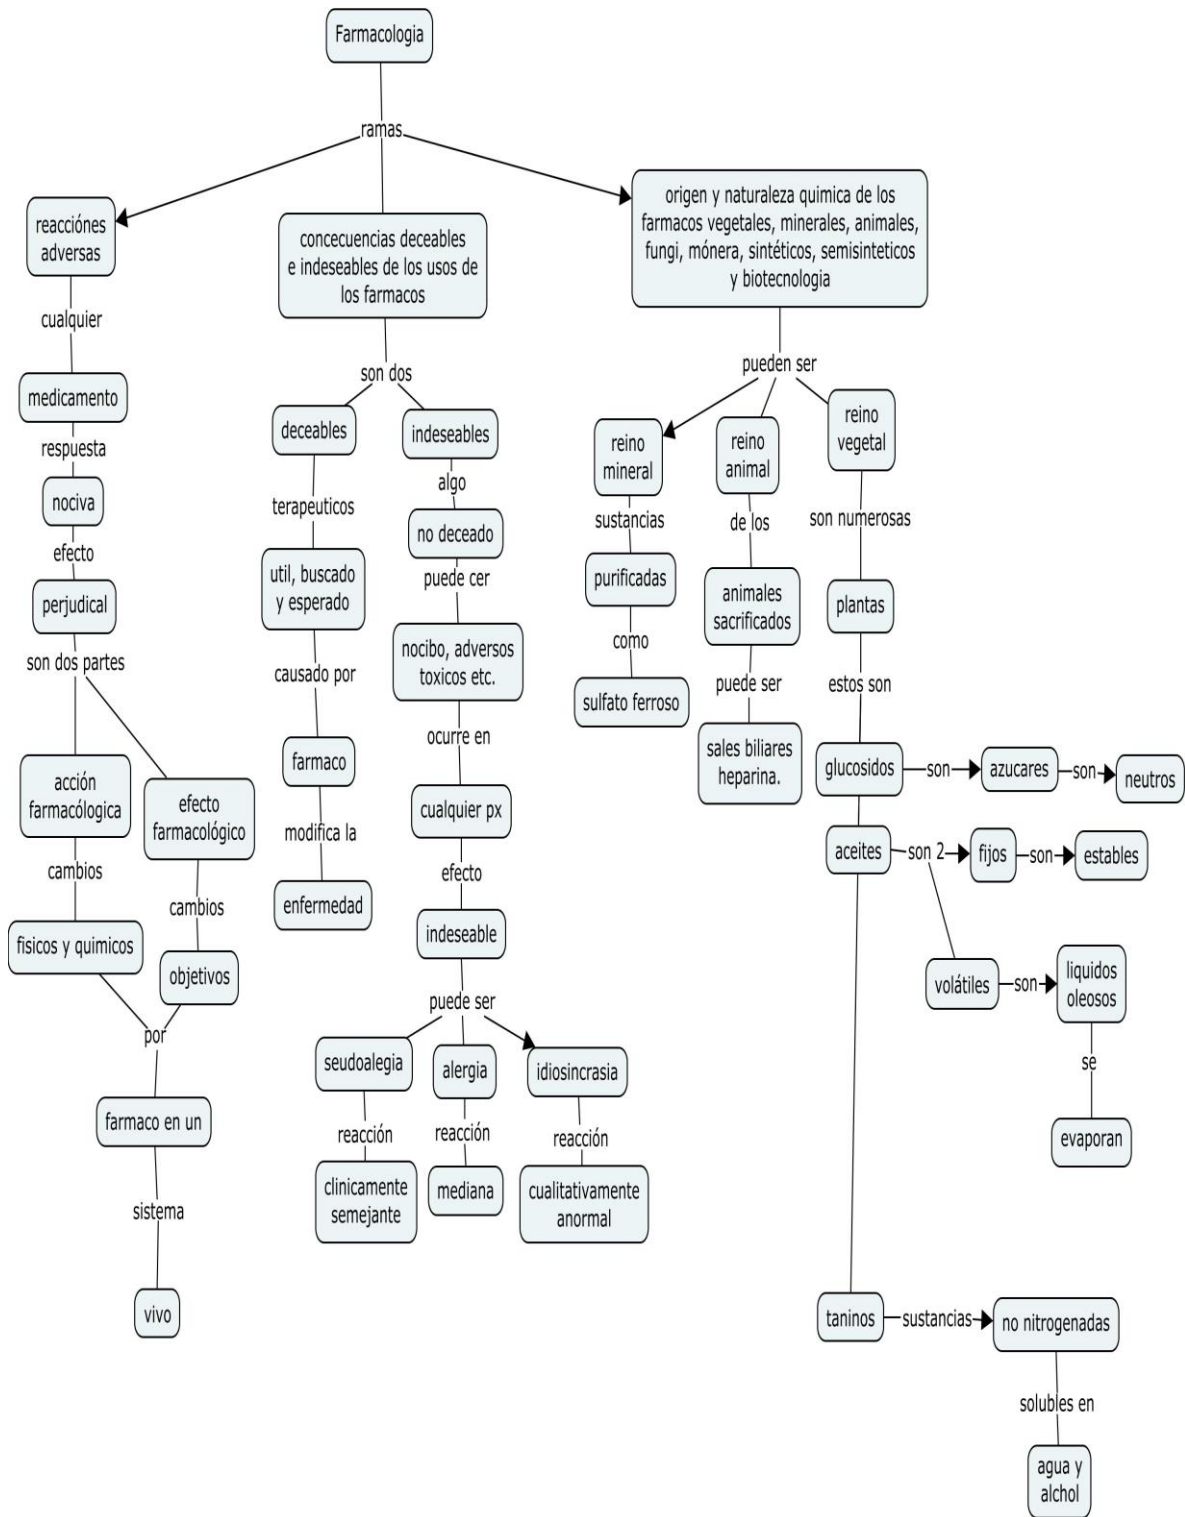 Farmacologia
ramas
reacciónes
adversas
cualquier
medicamento
respuesta
nociva
efecto
perjudical
son dos partes
acción
farmacólogica
cambios
fisicos y quimicos
efecto
farmacológico
cambios
objetivos
por
farmaco en un
sistema
vivo
concecuencias deceables
e indeseables de los usos de
los farmacos
son dos
deceables
terapeuticos
util, buscado
y esperado
causado por
farmaco
modifica la
enfermedad
indeseables
algo
no deceado
puede cer
nocibo, adversos
toxicos etc.
ocurre en
cualquier px
efecto
indeseable
puede ser
seudoalegia
reacción
clinicamente
semejante
alergia
reacción
mediana
idiosincrasia
reacción
cualitativamente
anormal
origen y naturaleza quimica de los
farmacos vegetales, minerales, animales,
fungi, mónera, sintéticos, semisinteticos
y biotecnologia
pueden ser
reino
mineral
sustancias
purificadas
como
sulfato ferroso
reino
animal
de los
animales
sacrificados
puede ser
sales biliares
heparina.
reino
vegetal
son numerosas
plantas
estos son
glucosidos
son
azucares
son
neutros
aceites
son 2
fijos
son
estables
volátiles
son
liquidos
oleosos
se
evaporan
taninos
sustancias
no nitrogenadas
solubles en
agua y
alchol